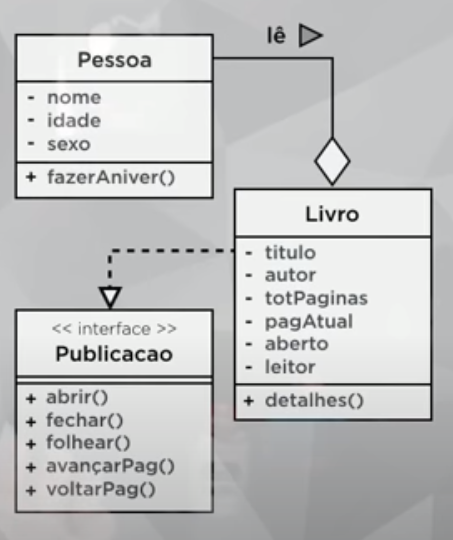 lê
Pessoa
- nome
- idade
- sexo
+ fazerAniver()
Livro
- titulo
- autor
- totPaginas
- pagAtual
- aberto
- leitor
+ detalhes()
<< interface >>
Publicacao
+ abrir()
+ fechar()
+ folhear()
+ avançarPag()
+ voltarPag()